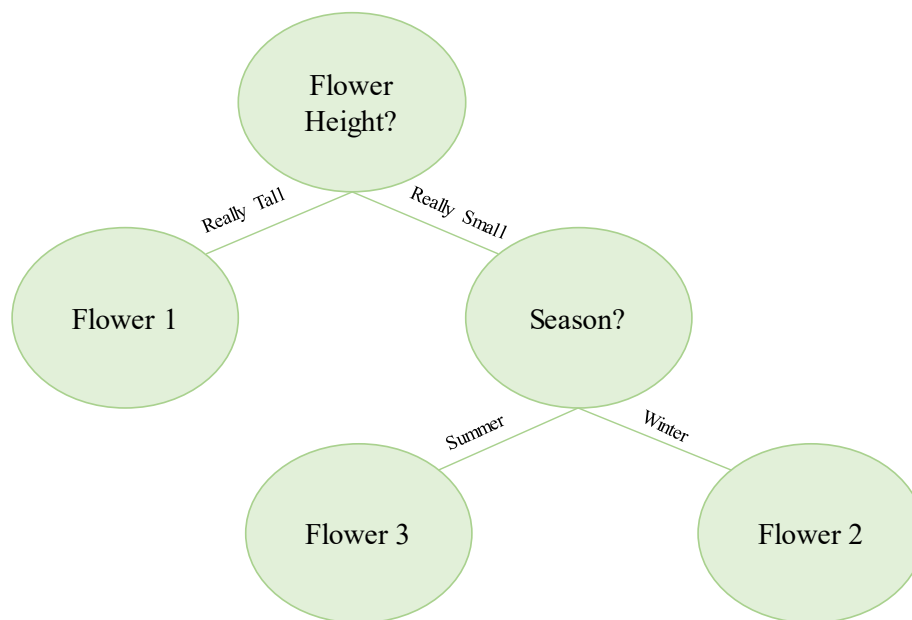 Flower
Height?
Really Tall
Really Small
Flower 1
Season?
Summer
Winter
Flower 3
Flower 2